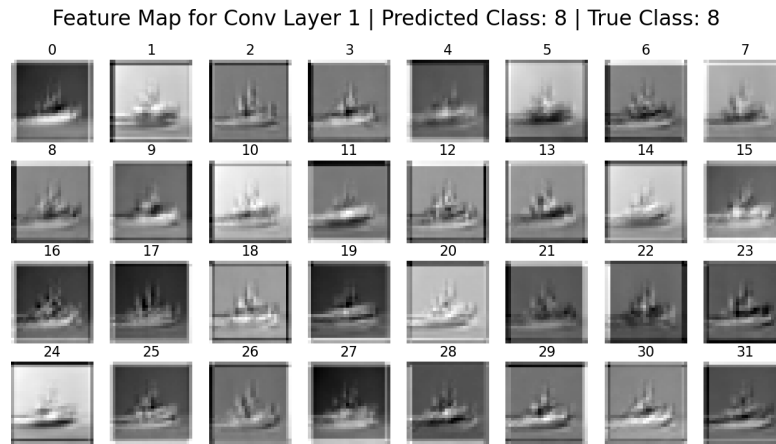 Feature Map for Conv Layer 1 | Predicted Class: 8 | True Class: 8
0 1 2 3 4 5 6 7
8 9 10 11 12 13 14 15
16 17 18 19 20 21 22 23
24 25 26 27 28 29 30 31